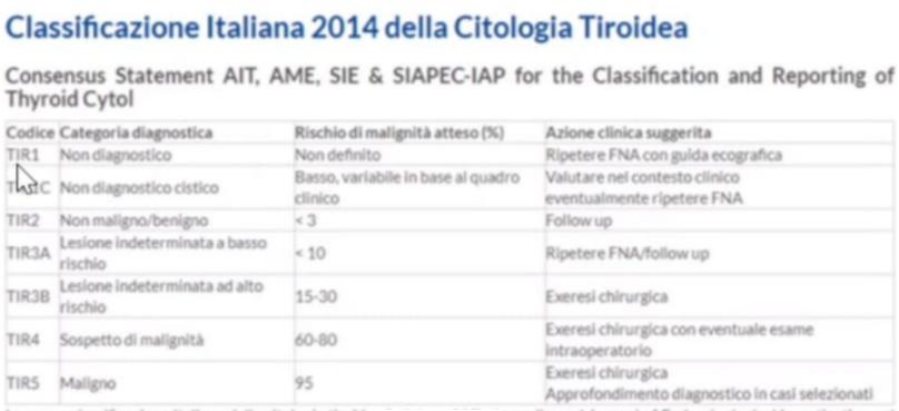 Classificazione Italiana 2014 della Citologia Tiroidea
Consensus Statement AIT, AME, SIE & SIAPEC-IAP for the Classification and Reporting of
Thyroid Cytol
Codice Categoria diagnostica Rischio di malignità atteso (%) Azione clinica suggerita
TIR1 Non diagnostico Non definito Ripetere FNA con guida ecografica
Non diagnostico cistico Basso, variabile in base al quadro clinico Valutare nel contesto clinico eventualmente ripetere FNA
TIR2 Non maligno/benigno < 3 Follow up
TIR3A Lesione indeterminata a basso rischio < 10 Ripetere FNA/follow up
TIR3B Lesione indeterminata ad alto rischio 15-30 Exeresi chirurgica
TIR4 Sospetto di malignità 60-80 Exeresi chirurgica con eventuale esame intraoperatorio
TIR5 Maligno 95 Exeresi chirurgica
Approfondimento diagnostico in casi selezionati